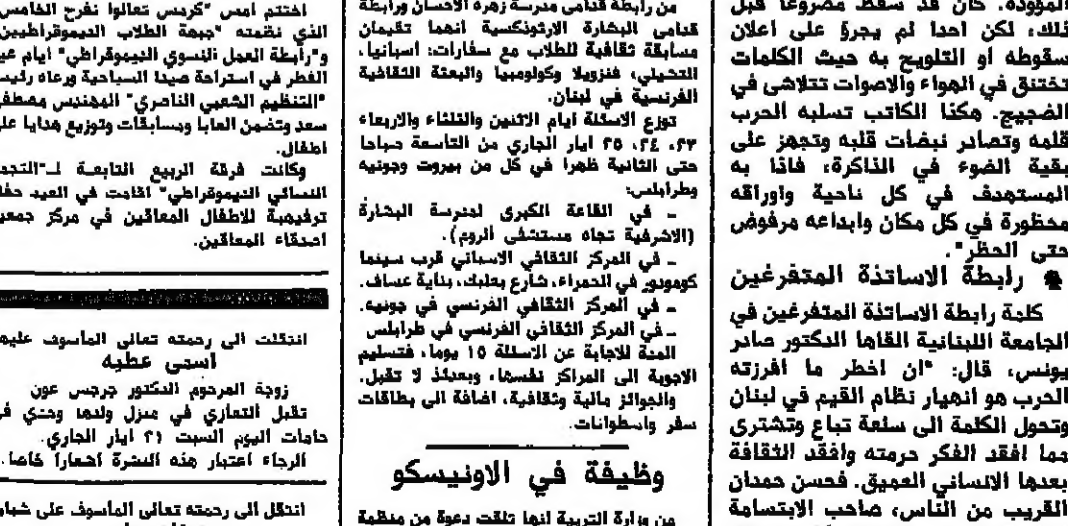 المؤودة. كان قد سقط مضروعا قبل
ذلك، لكن احدا لم يجرؤ على اعلان
سقوطه او التلويح به حيث الكلمات
تختنق في الهواء والاصوات تتلاشى في
الضجيج. هكذا الكاتب تسلبه الحرب
قلمه وتصادر نبضات قلبه وتجهز على
بقية الضوء في الذاكرة، فاذا به
المستهدف في كل ناحية واوراقه
محظورة في كل مكان وابداعه مرفوض
حتى الحظر".
رابطة الاساتذة المتفرغين
كلمة رابطة الاساتذة المتفرغين في
الجامعة اللبنانية القاها الدكتور صادر
يونس، قال: "ان اخطر ما افرزته
الحرب هو انهيار نظام القيم في لبنان
وتحول الكلمة الى سلعة تباع وتشترى
مما افقد الفكر حرمته وافقد الثقافة
بعدها الانساني العميق. فحسن حمدان
القريب من الناس، صاحب الابتسامة
من رابطة قدامى مدرسة زهرة الاحسان ورابطة
قدامى البشارة الارثوذكسية انهما تقيمان
مسابقة ثقافية للطلاب مع سفارات: اسبانيا،
التشيلي، فنزويلا وكولومبيا والبعثة الثقافية
الفرنسية في لبنان.
توزع الاسئلة ايام الاثنين والثلثاء والاربعاء
٢٣، ٢٤، ٢٥ ايار الجاري من التاسعة صباحا
حتى الثانية ظهرا في كل من بيروت وجونيه
وطرابلس:
- في القاعة الكبرى لمدرسة البشارة
(الاشرفية تجاه مستشفى الروم).
- في المركز الثقافي الاسباني قرب سينما
كومودور في الحمراء، شارع بعلبك، بناية عساف.
- في المركز الثقافي الفرنسي في جونيه.
- في المركز الثقافي الفرنسي في طرابلس
المدة للاجابة عن الاسئلة ١٥ يوما، فتسليم
الاجوبة الى المراكز نفسها، وبعدئذ لا تقبل.
والجوائز مالية وثقافية، اضافة الى بطاقات
سفر واسطوانات.
وظيفة في الاونيسكو
من وزارة التربية انها تلقت دعوة من منظمة
اختتم امس "كرمس تعالوا نفرح الخامس
الذي نظمته "جبهة الطلاب الديموقراطيين
و"رابطة العمل النسوي الديموقراطي" ايام عيد
الفطر في استراحة صيدا السياحية ورعاه رئيس
"التنظيم الشعبي الناصري" المهندس مصطفى
سعد وتضمن العابا ومسابقات وتوزيع هدايا على
اطفال.
وكانت فرقة الربيع التابعة لـ"التجمع
النسائي الديموقراطي" اقامت في العيد حفلة
ترفيهية للاطفال المعاقين في مركز جمعية
اصدقاء المعاقين.
انتقلت الى رحمته تعالى المأسوف عليها
اسمى عطيه
زوجة المرحوم الدكتور جرجس عون
تقبل التعازي في منزل ولدها وجدي في
حامات اليوم السبت ٢١ ايار الجاري.
الرجاء اعتبار هذه النشرة اشعارا خاصا.
انتقل الى رحمته تعالى المأسوف على شبابه